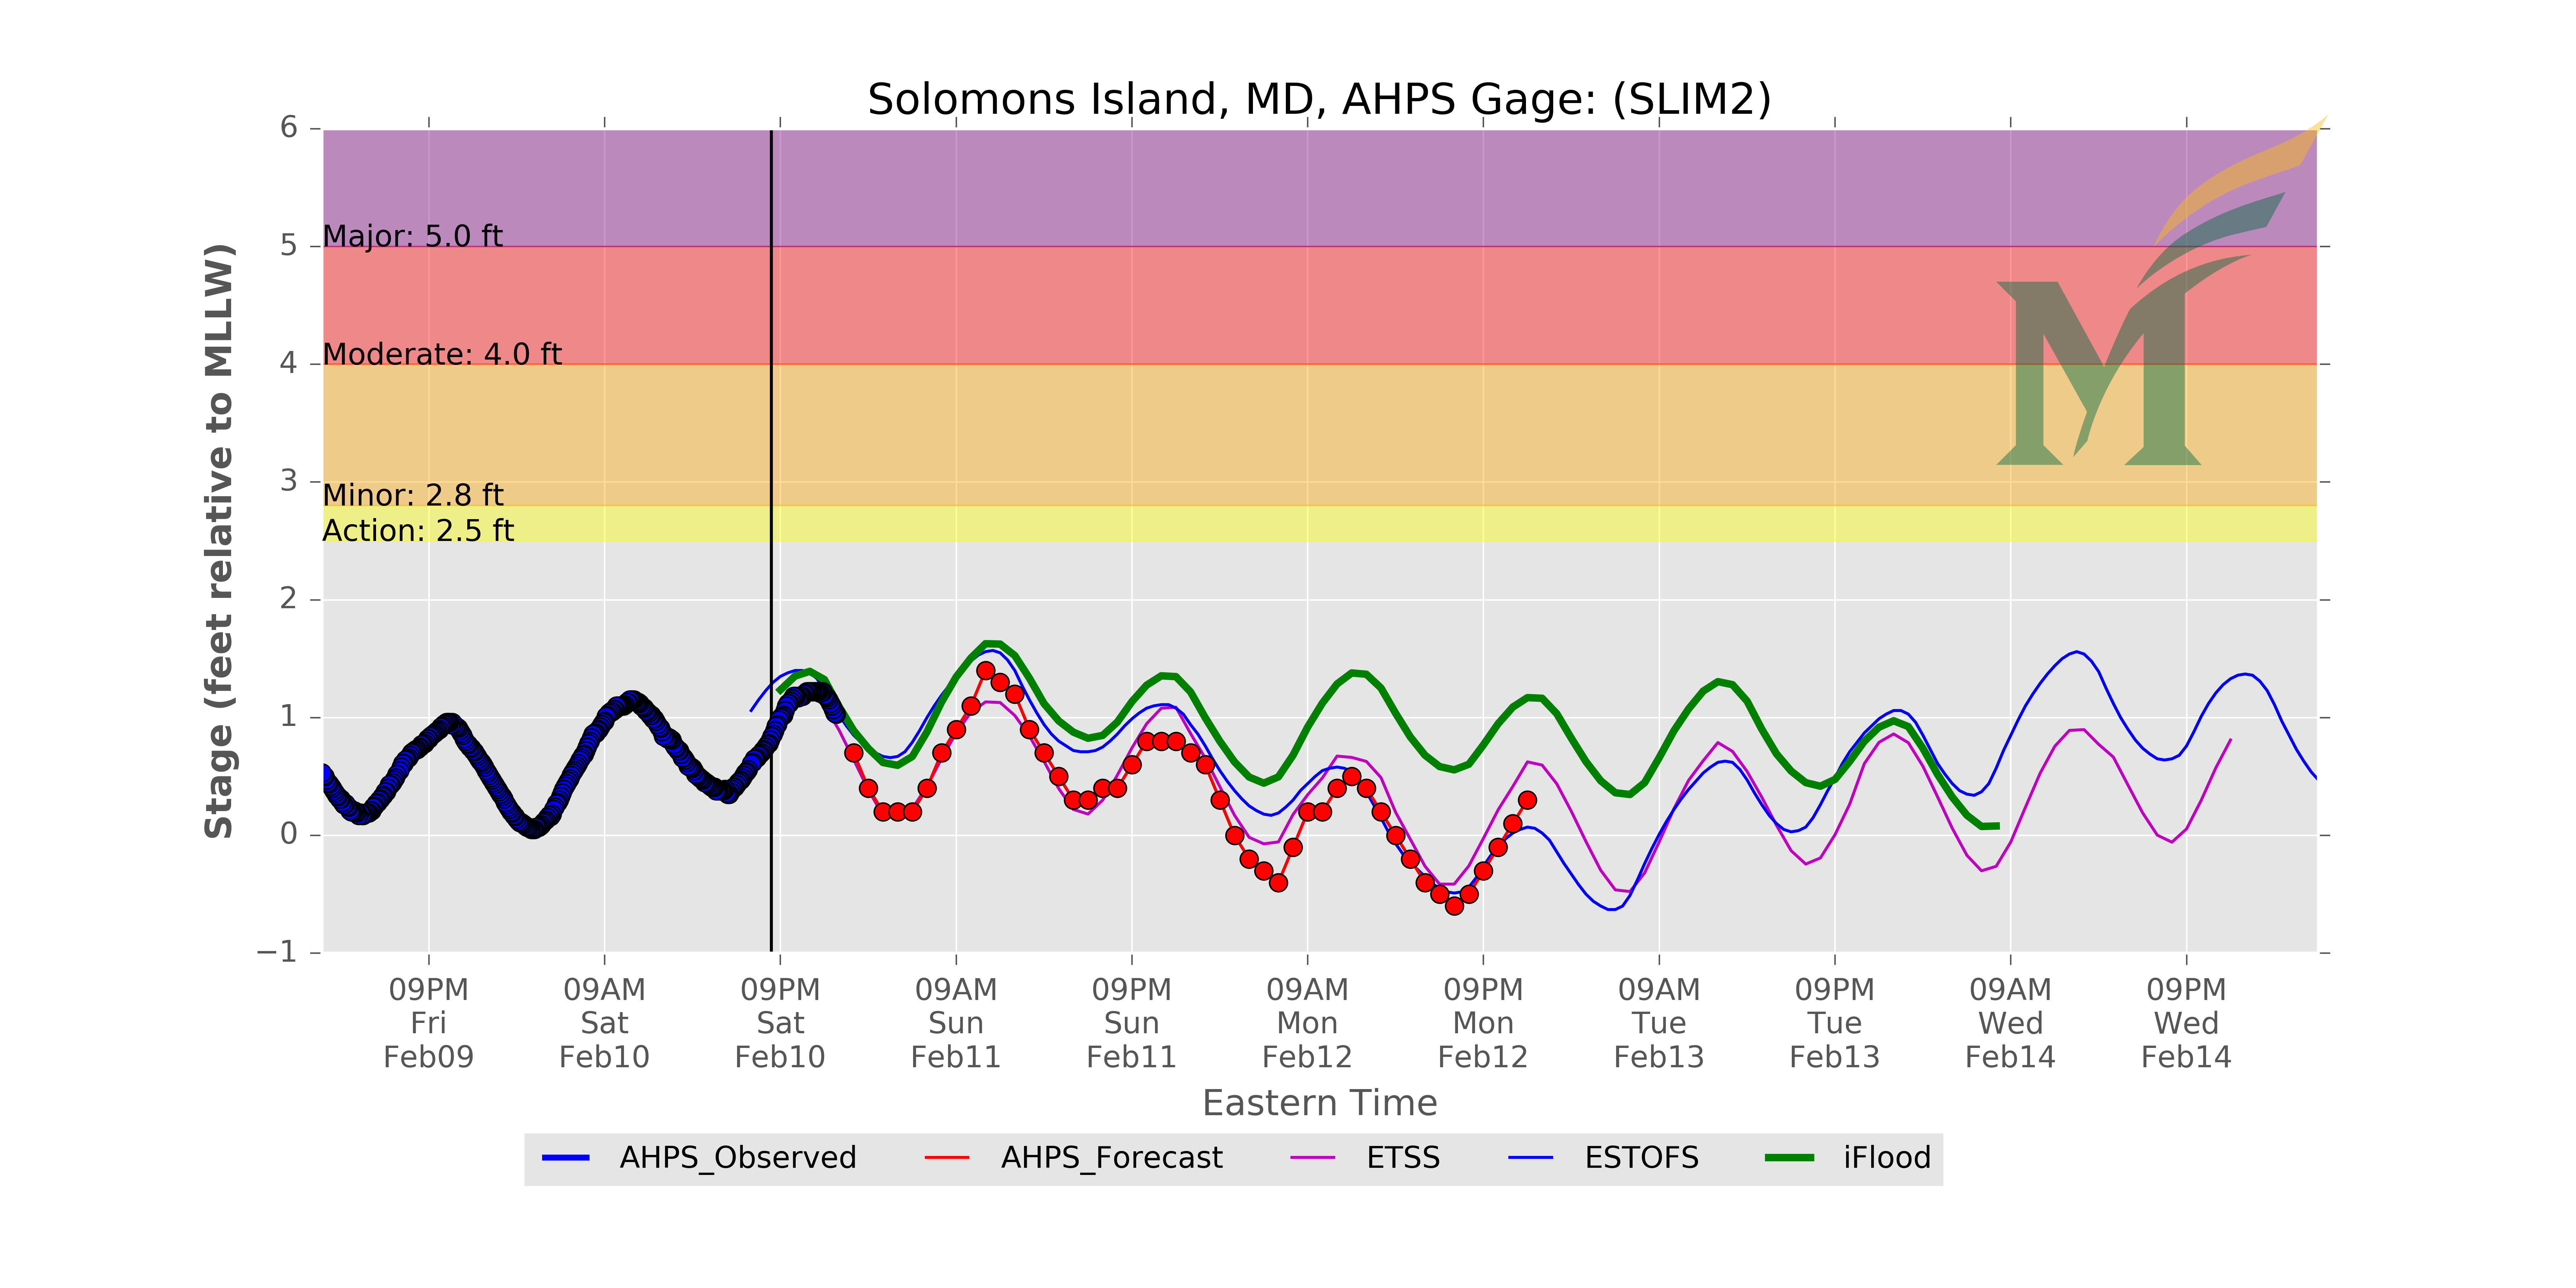 Solomons Island, MD, AHPS Gage: (SLIM2)
6
5
4
3
2
1
0
−1
Stage (feet relative to MLLW)
Major: 5.0 ft
Moderate: 4.0 ft
Minor: 2.8 ft
Action: 2.5 ft
M
09PM 09AM 09PM 09AM 09PM 09AM 09PM 09AM 09PM 09AM 09PM
Fri Sat Sat Sun Sun Mon Mon Tue Tue Wed Wed
Feb09 Feb10 Feb10 Feb11 Feb11 Feb12 Feb12 Feb13 Feb13 Feb14 Feb14
Eastern Time
AHPS_Observed AHPS_Forecast ETSS ESTOFS iFlood